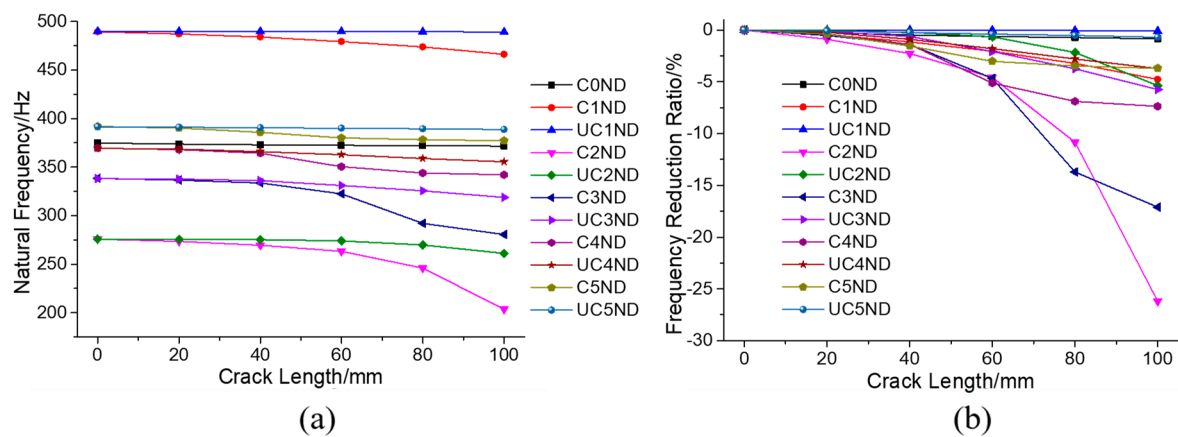 500
450
400
350
300
250
200
0 20 40 60 80 100
Natural Frequency/Hz
Crack Length/mm
C0ND
C1ND
UC1ND
C2ND
UC2ND
C3ND
UC3ND
C4ND
UC4ND
C5ND
UC5ND
(a)
0
-5
-10
-15
-20
-25
-30
0 20 40 60 80 100
Frequency Reduction Ratio/%
Crack Length/mm
C0ND
C1ND
UC1ND
C2ND
UC2ND
C3ND
UC3ND
C4ND
UC4ND
C5ND
UC5ND
(b)